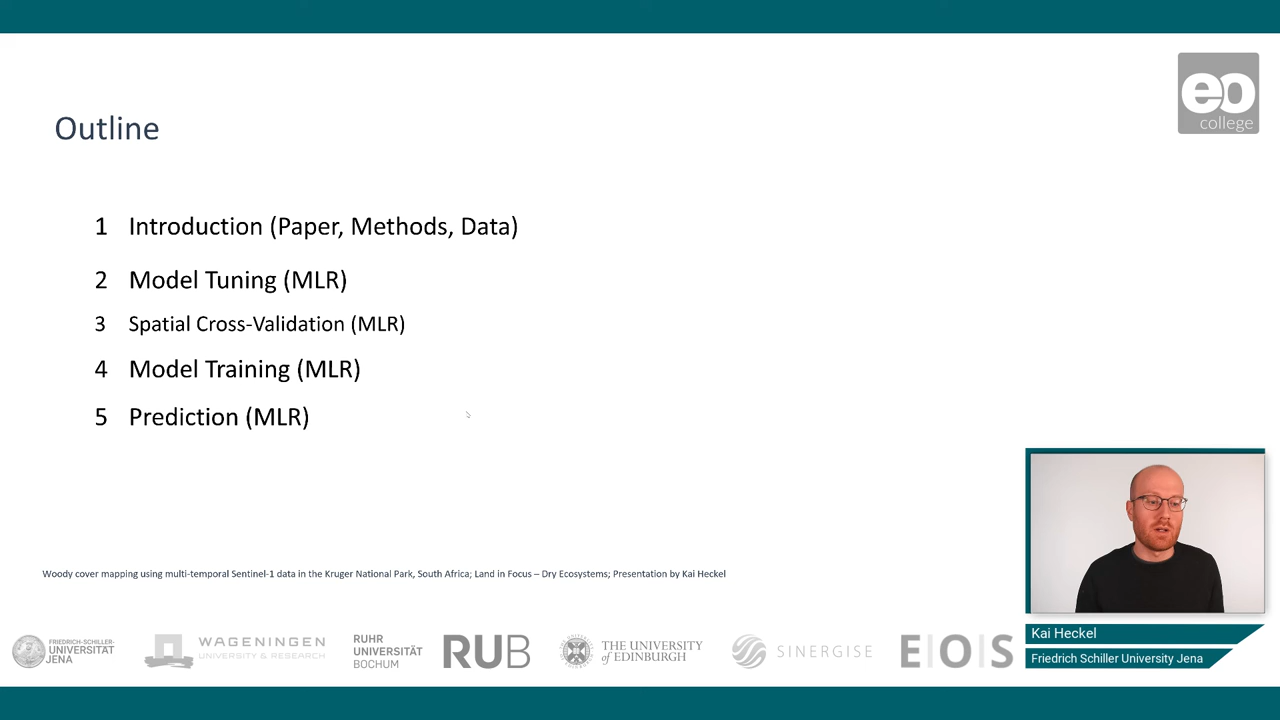 eo
college
Outline
1 Introduction (Paper, Methods, Data)
2 Model Tuning (MLR)
3 Spatial Cross-Validation (MLR)
4 Model Training (MLR)
5 Prediction (MLR)
Woody cover mapping using multi-temporal Sentinel-1 data in the Kruger National Park, South Africa; Land in Focus – Dry Ecosystems; Presentation by Kai Heckel
Kai Heckel
Friedrich Schiller University Jena
FRIEDRICH-SCHILLER-
UNIVERSITÄT
JENA
WAGENINGEN
UNIVERSITY & RESEARCH
RUHR
UNIVERSITÄT
BOCHUM
RUB
THE UNIVERSITY
of EDINBURGH
SINERGISE
E|O|S